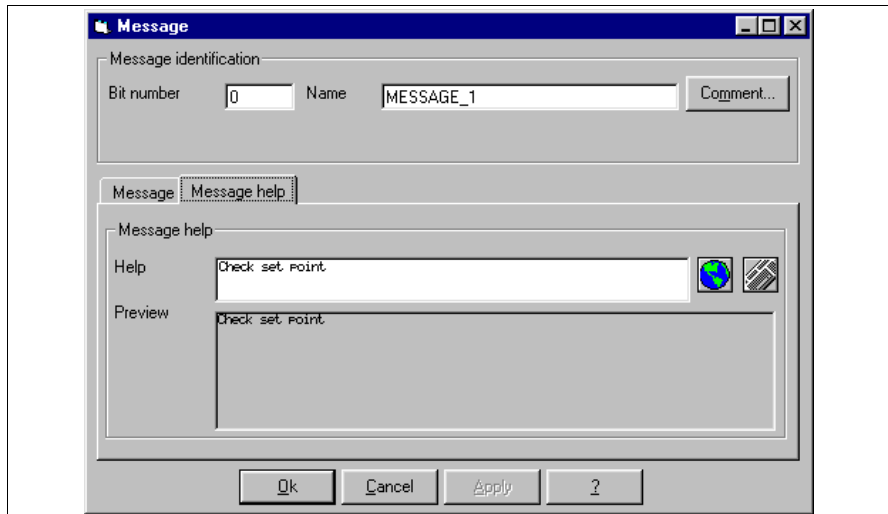 Message
Message identification
Bit number 0 Name MESSAGE_1 Comment...
Message Message help
Message help
Help Check set point
Preview Check set point
Ok Cancel Apply ?